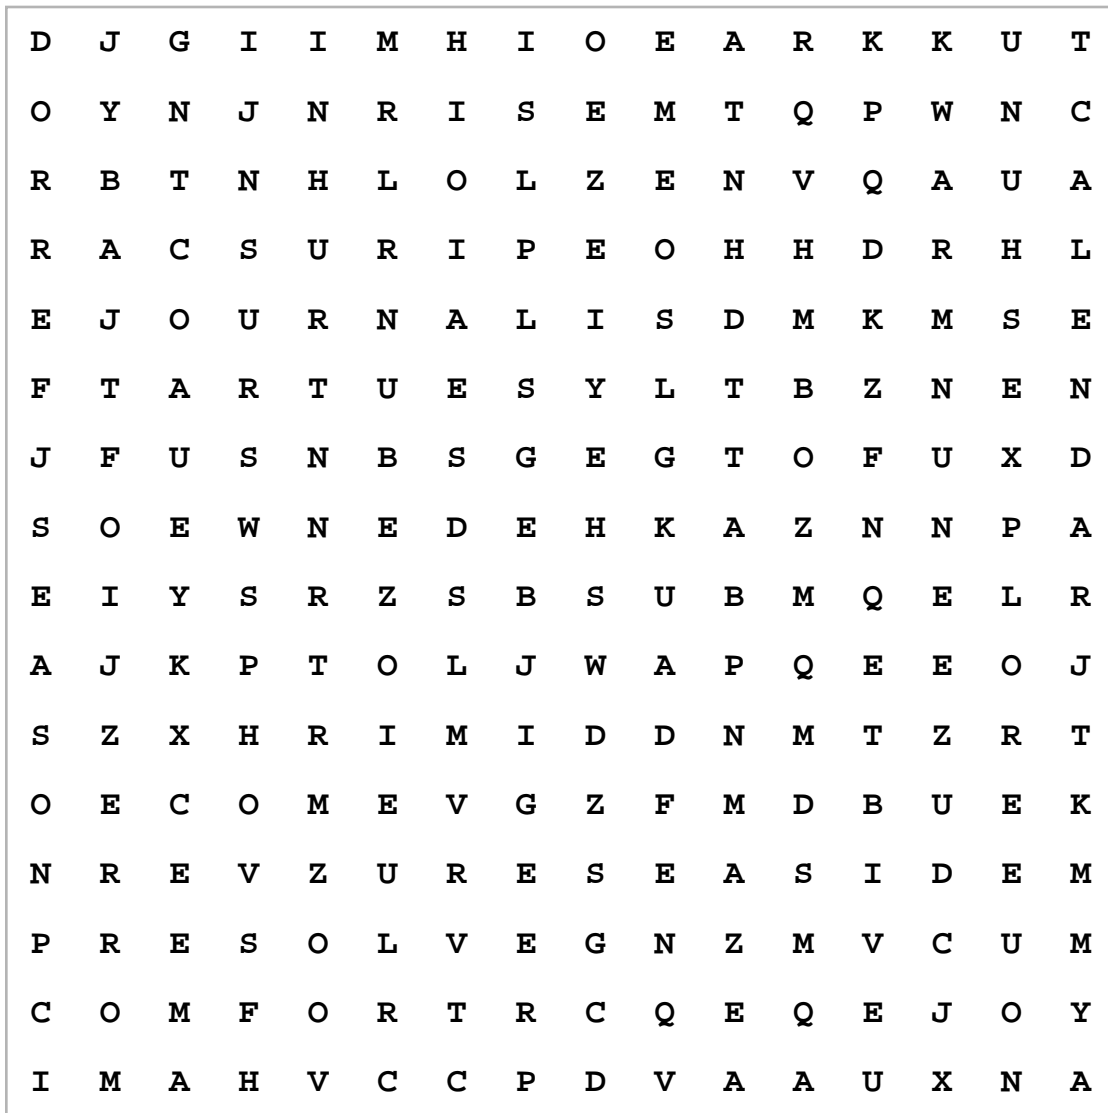 D J G I I M H I O E A R K K U T
O Y N J N R I S E M T Q P W N C
R B T N H L O L Z E N V Q A U A
R A C S U R I P E O H H D R H L
E J O U R N A L I S D M K M S E
F T A R T U E S Y L T B Z N E N
J F U S N B S G E G T O F U X D
S O E W N E D E H K A Z N N P A
E I Y S R Z S B S U B M Q E L R
A J K P T O L J W A P Q E E O J
S Z X H R I M I D D N M T Z R T
O E C O M E V G Z F M D B U E K
N R E V Z U R E S E A S I D E M
P R E S O L V E G N Z M V C U M
C O M F O R T R C Q E Q E J O Y
I M A H V C C P D V A A U X N A